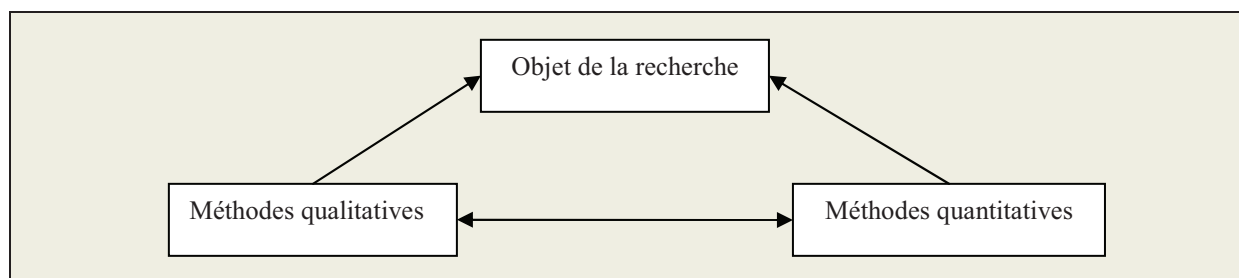 Objet de la recherche
Méthodes qualitatives
Méthodes quantitatives